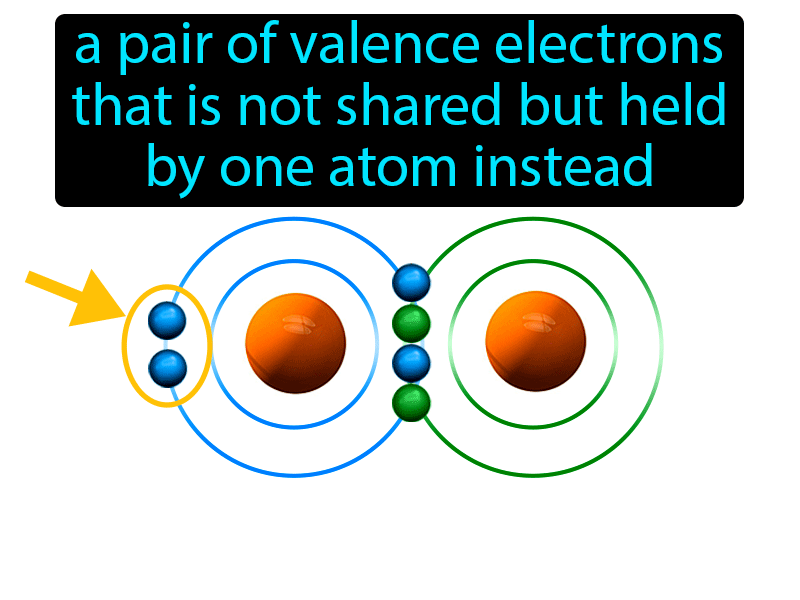 a pair of valence electrons
that is not shared but held
by one atom instead